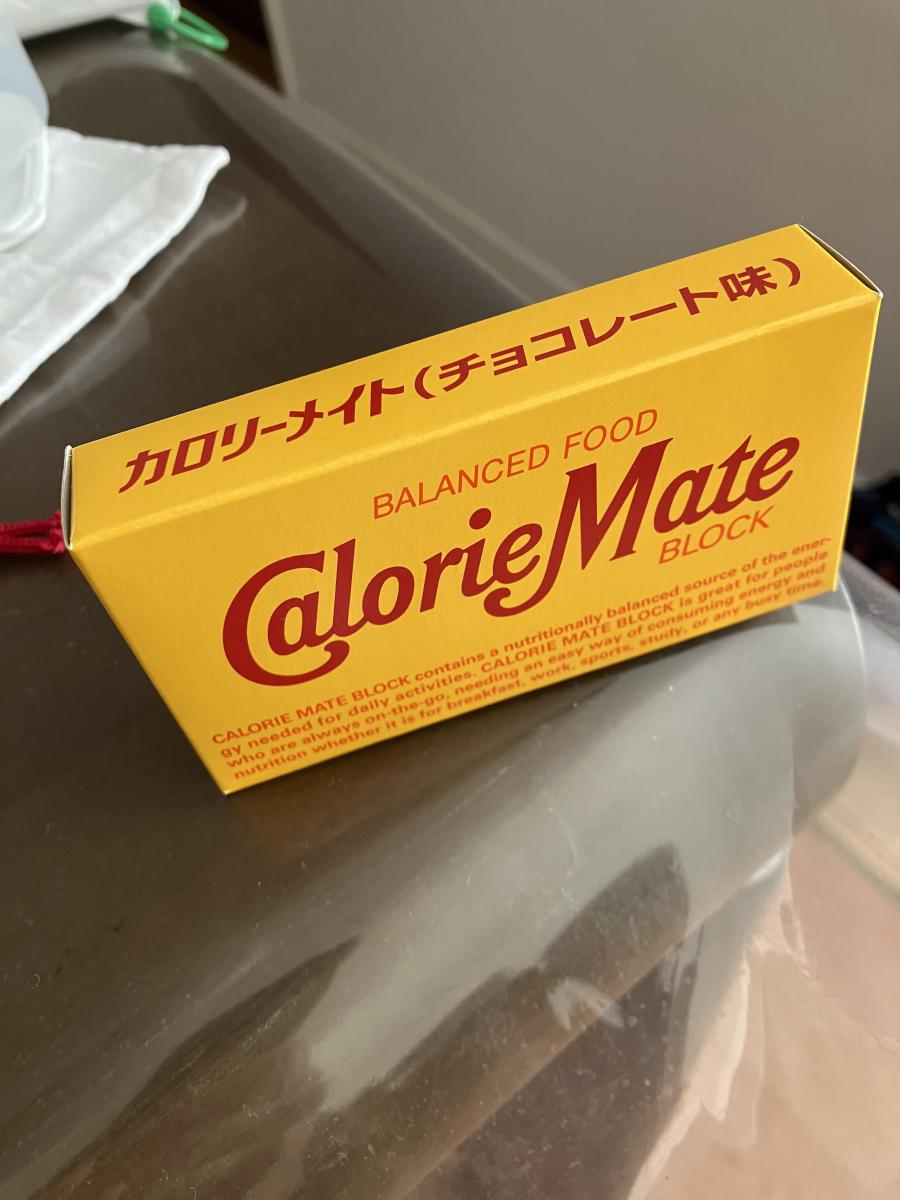 カロリーメイト(チョコレート味)
BALANCED FOOD
CalorieMate
BLOCK
CALORIE MATE BLOCK contains a nutritionally balanced source of the ener-
gy needed for daily activities. CALORIE MATE BLOCK is great for people
who are always on-the-go, needing an easy way of consuming energy and
nutrition whether it is for breakfast, work, sports, study, or any busy time.